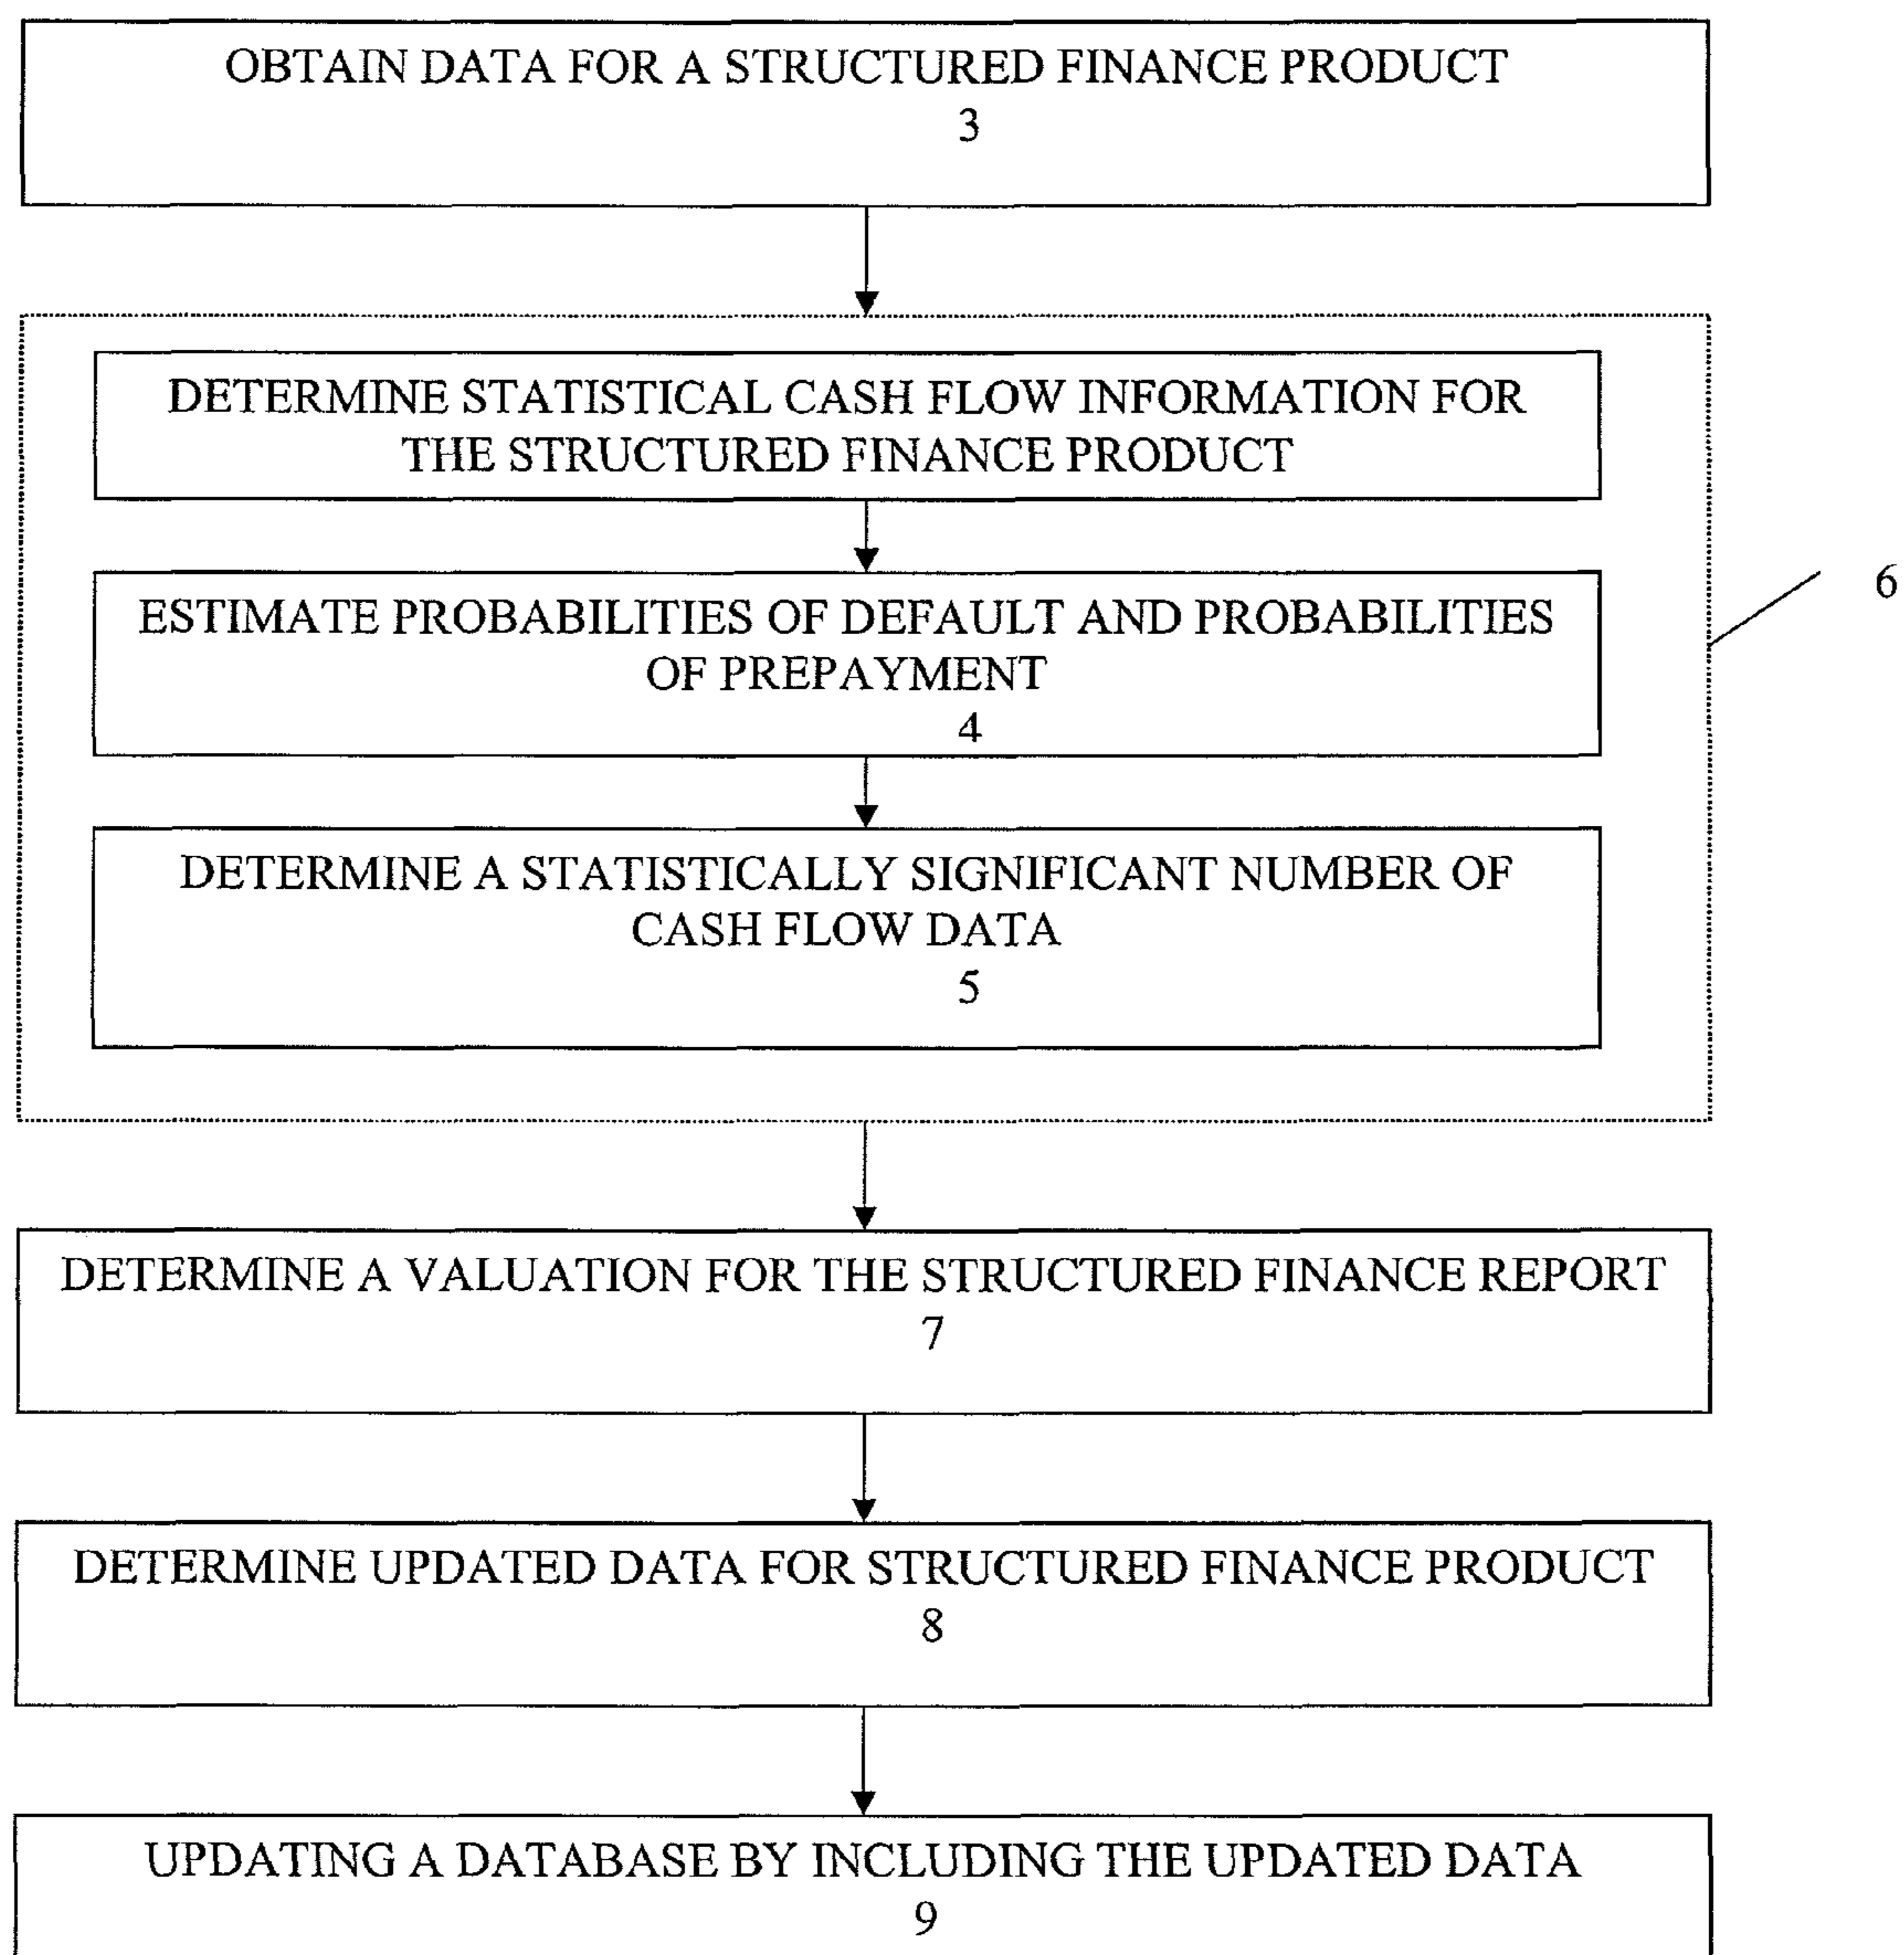 OBTAIN DATA FOR A STRUCTURED FINANCE PRODUCT
3
DETERMINE STATISTICAL CASH FLOW INFORMATION FOR
THE STRUCTURED FINANCE PRODUCT
ESTIMATE PROBABILITIES OF DEFAULT AND PROBABILITIES
OF PREPAYMENT
4
6
DETERMINE A STATISTICALLY SIGNIFICANT NUMBER OF
CASH FLOW DATA
5
DETERMINE A VALUATION FOR THE STRUCTURED FINANCE REPORT
7
DETERMINE UPDATED DATA FOR STRUCTURED FINANCE PRODUCT
8
UPDATING A DATABASE BY INCLUDING THE UPDATED DATA
9